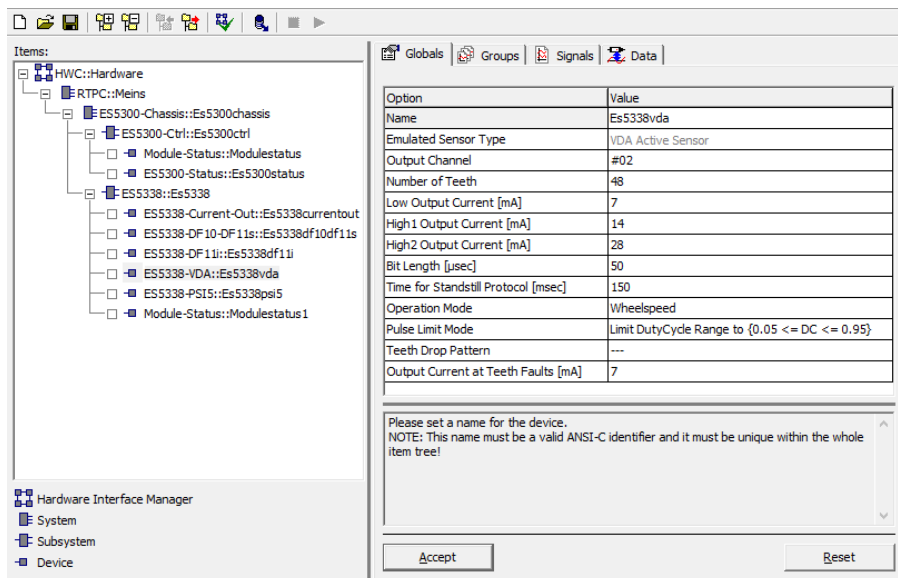 Items:
HWC::Hardware
RTPC::Meins
ES5300-Chassis::Es5300chassis
ES5300-Ctrl::Es5300ctrl
Module-Status::Modulestatus
ES5300-Status::Es5300status
ES5338::Es5338
ES5338-Current-Out::Es5338currentout
ES5338-DF10-DF11s::Es5338df10df11s
ES5338-DF11i::Es5338df11i
ES5338-VDA::Es5338vda
ES5338-PSI5::Es5338psi5
Module-Status::Modulestatus1
Hardware Interface Manager
System
Subsystem
Device
Globals Groups Signals Data
Option Value
Name Es5338vda
Emulated Sensor Type VDA Active Sensor
Output Channel #02
Number of Teeth 48
Low Output Current [mA] 7
High1 Output Current [mA] 14
High2 Output Current [mA] 28
Bit Length [µsec] 50
Time for Standstill Protocol [msec] 150
Operation Mode Wheelspeed
Pulse Limit Mode Limit DutyCycle Range to {0.05 <= DC <= 0.95}
Teeth Drop Pattern ---
Output Current at Teeth Faults [mA] 7
Please set a name for the device.
NOTE: This name must be a valid ANSI-C identifier and it must be unique within the whole
item tree!
Accept Reset